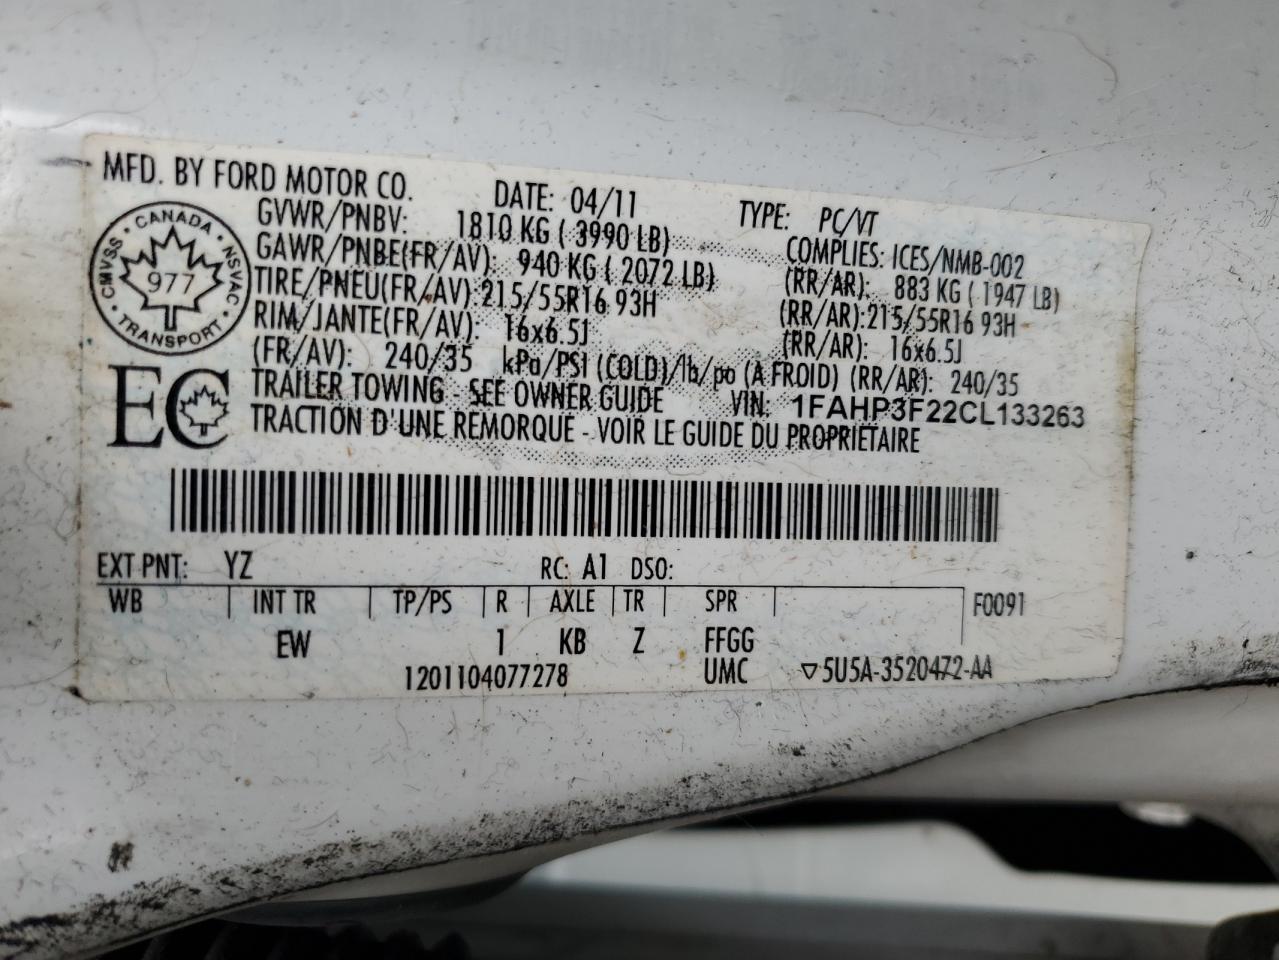 MFD. BY FORD MOTOR CO. DATE: 04/11 TYPE: PC/VT
GVWR/PNBV: 1810 KG ( 3990 LB) COMPLIES: ICES/NMB-002
GAWR/PNBE(FR/AV): 940 KG ( 2072 LB) (RR/AR): 883 KG ( 1947 LB)
TIRE/PNEU(FR/AV):215/55R16 93H (RR/AR):215/55R16 93H
RIM/JANTE(FR/AV): 16x6.5J (RR/AR): 16x6.5J
(FR/AV): 240/35 kPa/PSI (COLD)/lb/po (A FROID) (RR/AR): 240/35
TRAILER TOWING - SEE OWNER GUIDE VIN: 1FAHP3F22CL133263
TRACTION D'UNE REMORQUE - VOIR LE GUIDE DU PROPRIETAIRE
CMVSS · CANADA · NSVAC · TRANSPORT ·
977
EC
EXT PNT: YZ RC: A1 DSO:
WB INT TR TP/PS R AXLE TR SPR F0091
EW 1 KB Z FFGG
1201104077278 UMC ▽5U5A-3520472-AA